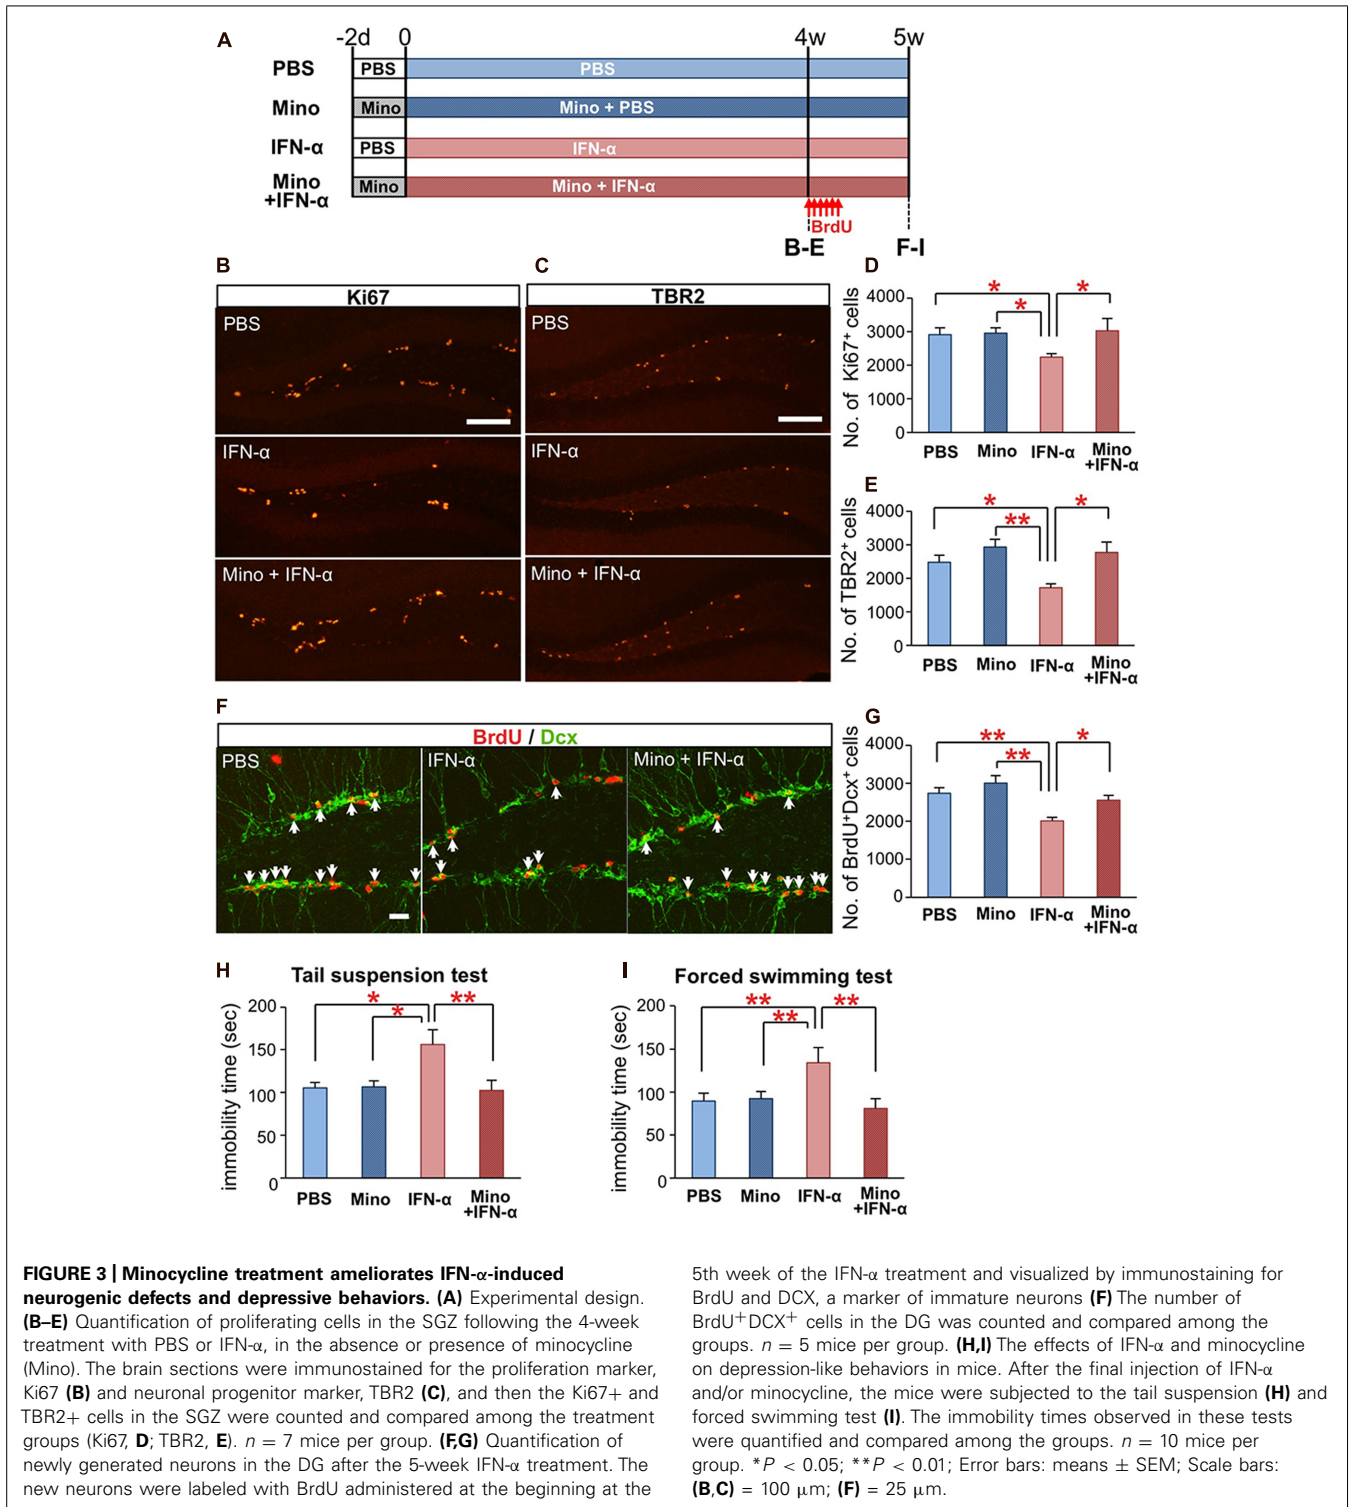 A
-2d 0 4w 5w
PBS PBS PBS
Mino Mino Mino + PBS
IFN-α PBS IFN-α
Mino
+IFN-α Mino Mino + IFN-α
BrdU
B-E F-I
B
Ki67
PBS
IFN-α
Mino + IFN-α
C
TBR2
PBS
IFN-α
Mino + IFN-α
D
No. of Ki67⁺ cells
4000
3000
2000
1000
0
* * *
PBS Mino IFN-α Mino
+IFN-α
E
No. of TBR2⁺ cells
4000
3000
2000
1000
0
* ** *
PBS Mino IFN-α Mino
+IFN-α
F
BrdU / Dcx
PBS IFN-α Mino + IFN-α
G
No. of BrdU⁺Dcx⁺ cells
4000
3000
2000
1000
0
** ** *
PBS Mino IFN-α Mino
+IFN-α
H Tail suspension test
immobility time (sec)
200
150
100
50
0
* * **
PBS Mino IFN-α Mino
+IFN-α
I Forced swimming test
immobility time (sec)
200
150
100
50
0
** ** **
PBS Mino IFN-α Mino
+IFN-α
FIGURE 3 | Minocycline treatment ameliorates IFN-α-induced
neurogenic defects and depressive behaviors. (A) Experimental design.
(B–E) Quantification of proliferating cells in the SGZ following the 4-week
treatment with PBS or IFN-α, in the absence or presence of minocycline
(Mino). The brain sections were immunostained for the proliferation marker,
Ki67 (B) and neuronal progenitor marker, TBR2 (C), and then the Ki67+ and
TBR2+ cells in the SGZ were counted and compared among the treatment
groups (Ki67, D; TBR2, E). n = 7 mice per group. (F,G) Quantification of
newly generated neurons in the DG after the 5-week IFN-α treatment. The
new neurons were labeled with BrdU administered at the beginning at the
5th week of the IFN-α treatment and visualized by immunostaining for
BrdU and DCX, a marker of immature neurons (F) The number of
BrdU⁺DCX⁺ cells in the DG was counted and compared among the
groups. n = 5 mice per group. (H,I) The effects of IFN-α and minocycline
on depression-like behaviors in mice. After the final injection of IFN-α
and/or minocycline, the mice were subjected to the tail suspension (H) and
forced swimming test (I). The immobility times observed in these tests
were quantified and compared among the groups. n = 10 mice per
group. *P < 0.05; **P < 0.01; Error bars: means ± SEM; Scale bars:
(B,C) = 100 μm; (F) = 25 μm.